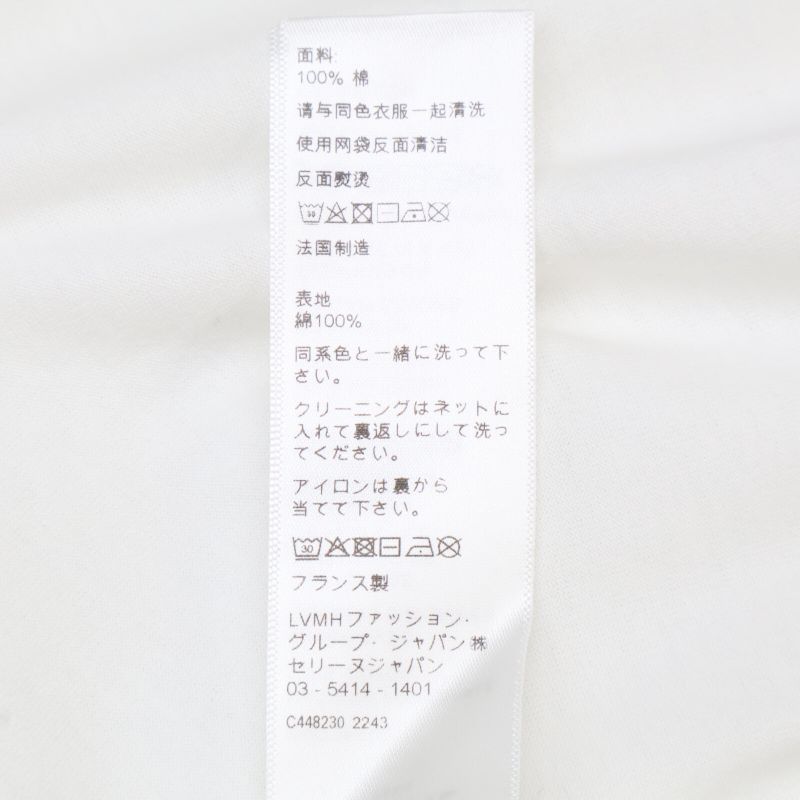 面料:
100% 棉
请与同色衣服一起清洗
使用网袋反面清洁
反面熨烫
30
法国制造
表地
綿100%
同系色と一緒に洗って下
さい。
クリーニングはネットに
入れて裏返しにして洗っ
てください。
アイロンは裏から
当てて下さい。
30
フランス製
LVMHファッション・
グループ・ジャパン㈱
セリーヌジャパン
03 - 5414 - 1401
C448230 2243